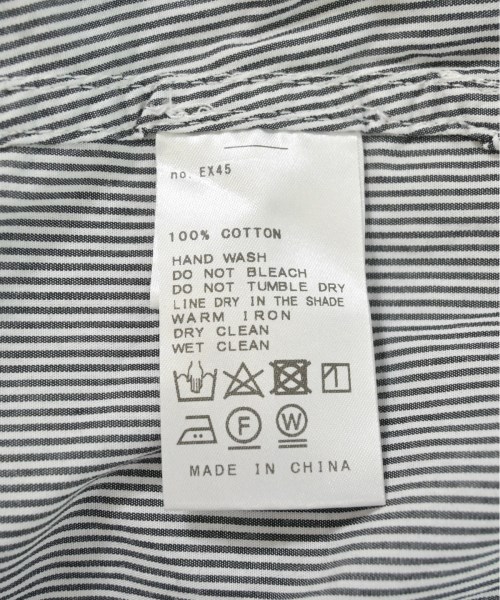 no. EX45
100% COTTON
HAND WASH
DO NOT BLEACH
DO NOT TUMBLE DRY
LINE DRY IN THE SHADE
WARM IRON
DRY CLEAN
WET CLEAN
F W
MADE IN CHINA